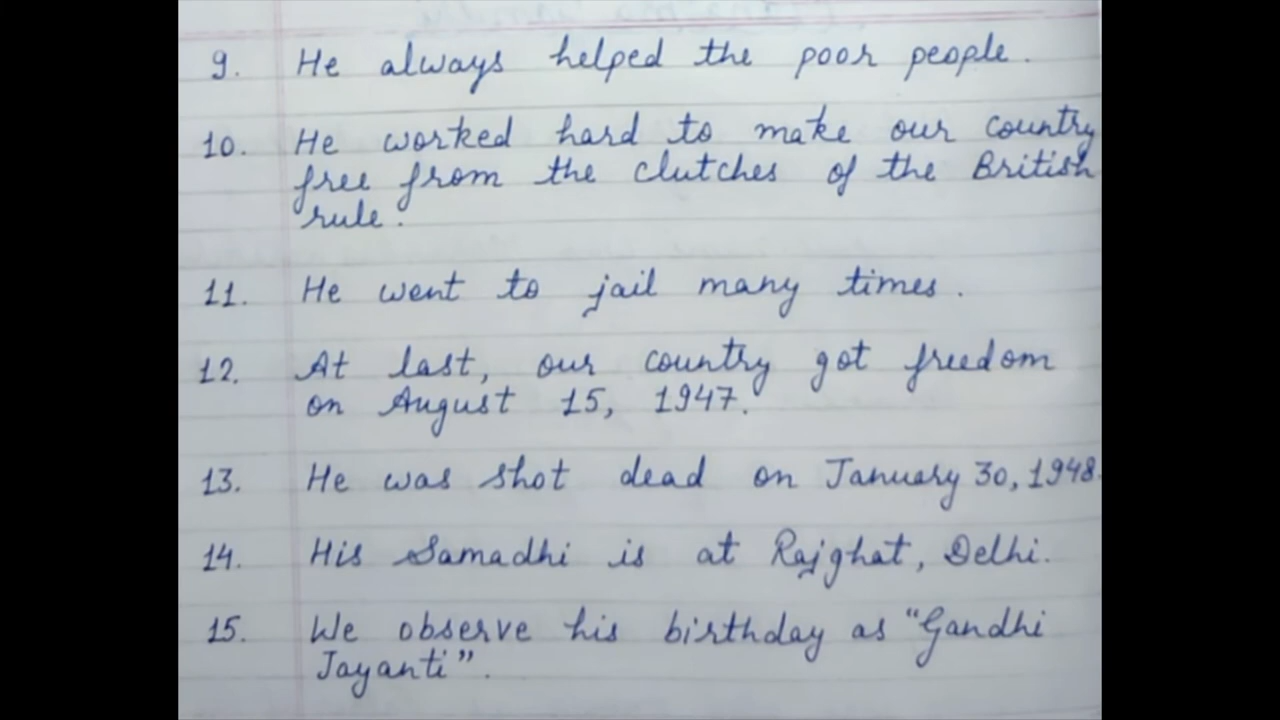 9. He always helped the poor people.
10. He worked hard to make our country
free from the clutches of the British
rule.
11. He went to jail many times.
12. At last, our country got freedom
on August 15, 1947.
13. He was shot dead on January 30, 1948.
14. His Samadhi is at Rajghat, Delhi.
15. We observe his birthday as "Gandhi
Jayanti".